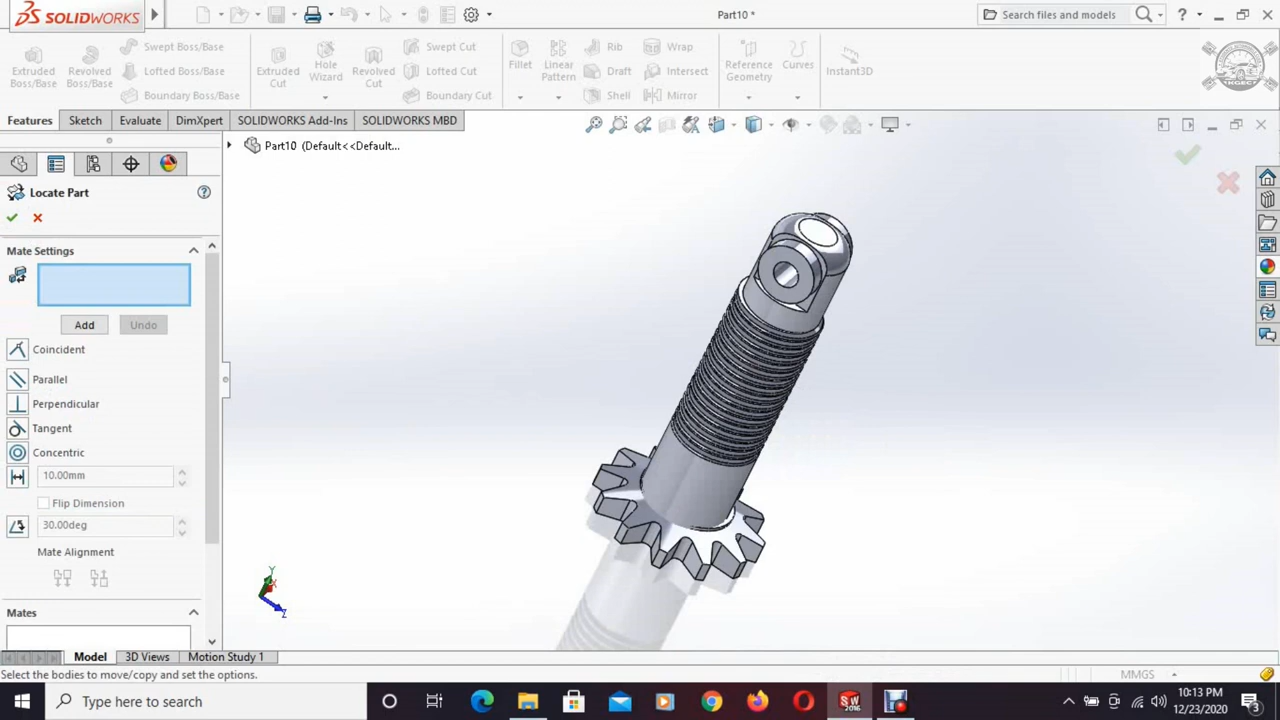 SOLIDWORKS
Part10 *
Search files and models
Extruded Boss/Base
Revolved Boss/Base
Swept Boss/Base
Lofted Boss/Base
Boundary Boss/Base
Extruded Cut
Hole Wizard
Revolved Cut
Swept Cut
Lofted Cut
Boundary Cut
Fillet
Linear Pattern
Rib
Draft
Shell
Wrap
Intersect
Mirror
Reference Geometry
Curves
Instant3D
Features
Sketch
Evaluate
DimXpert
SOLIDWORKS Add-Ins
SOLIDWORKS MBD
Part10 (Default<<Default...
Locate Part
Mate Settings
Add
Undo
Coincident
Parallel
Perpendicular
Tangent
Concentric
10.00mm
Flip Dimension
30.00deg
Mate Alignment
Mates
Y
X
Z
Model
3D Views
Motion Study 1
Select the bodies to move/copy and set the options.
MMGS
Type here to search
SW
2016
10:13 PM
12/23/2020
3